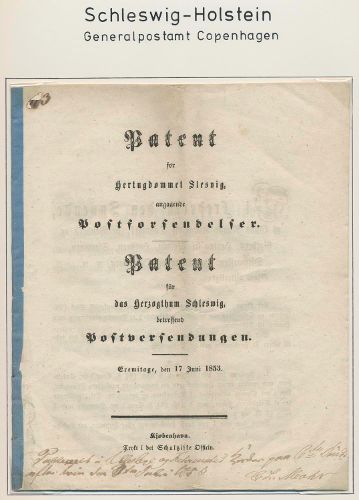 Schleswig-Holstein
Generalpostamt Copenhagen
Patent
for
Hertugdømmet Slesvig,
angaaende
Postforsendelser.
Patent
für
das Herzogthum Schleswig,
betreffend
Postversendungen.
Eremitage, den 17 Juni 1853.
Kjøbenhavn.
Trykt i det Schultziske Officin.